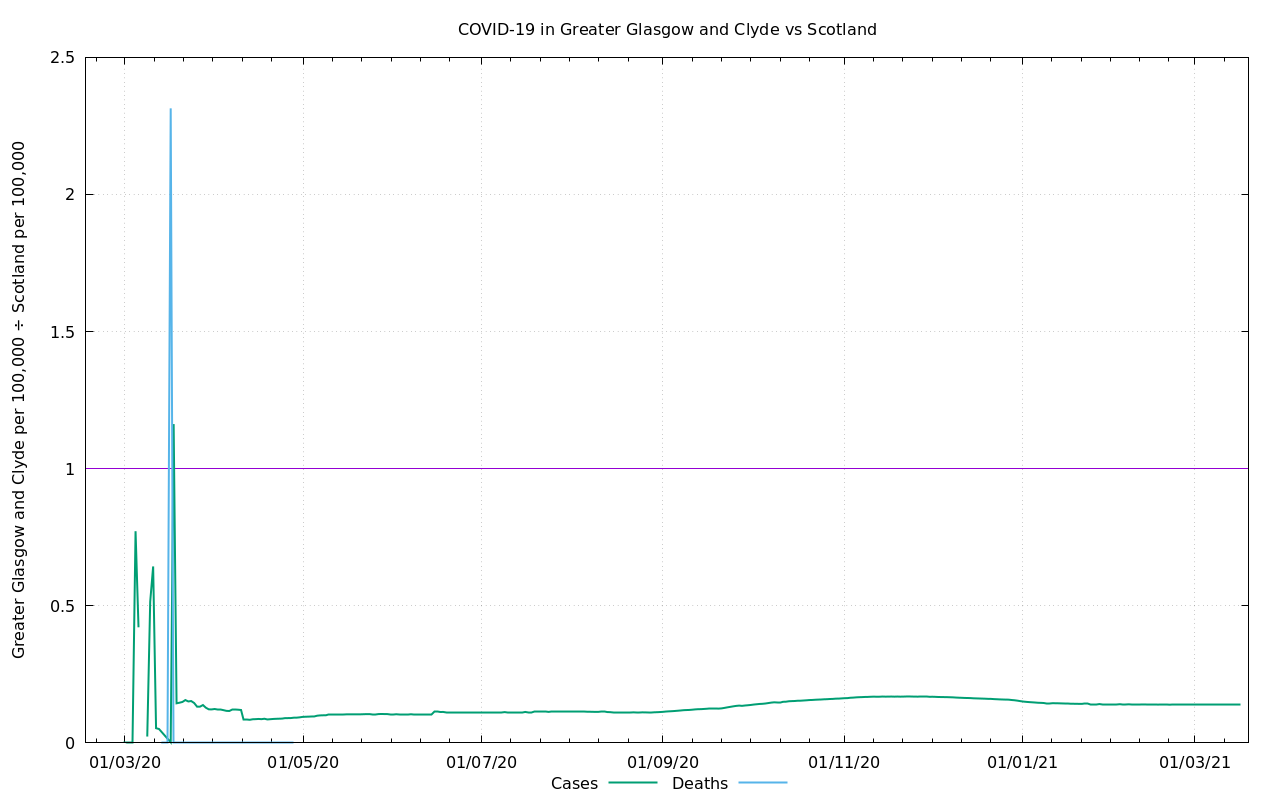 COVID-19 in Greater Glasgow and Clyde vs Scotland
Greater Glasgow and Clyde per 100,000 ÷ Scotland per 100,000
2.5
2
1.5
1
0.5
0
01/03/20 01/05/20 01/07/20 01/09/20 01/11/20 01/01/21 01/03/21
Cases Deaths